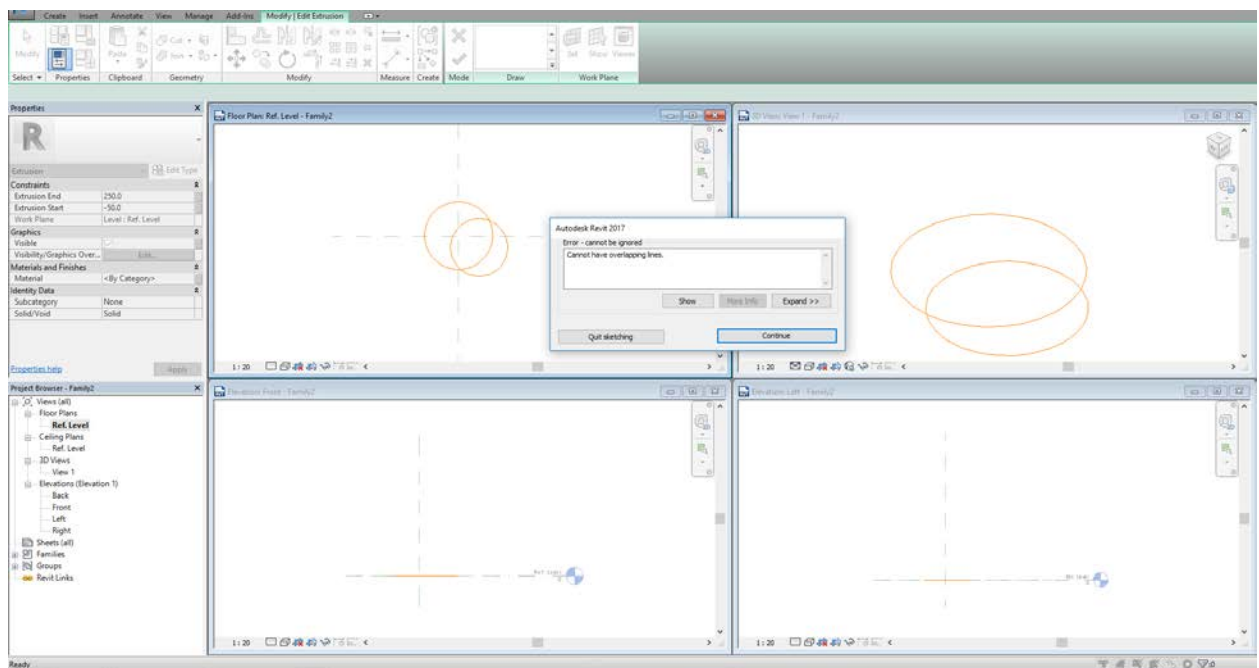 Create Insert Annotate View Manage Add-Ins Modify | Edit Extrusion
Modify
Paste
Cut
Join
Set Show Viewer
Select Properties Clipboard Geometry Modify Measure Create Mode Draw Work Plane
Properties
R
Extrusion Edit Type
Constraints
Extrusion End 250.0
Extrusion Start -50.0
Work Plane Level : Ref. Level
Graphics
Visible
Visibility/Graphics Over... Edit...
Materials and Finishes
Material <By Category>
Identity Data
Subcategory None
Solid/Void Solid
Properties help Apply
Project Browser - Family2
Views (all)
Floor Plans
Ref. Level
Ceiling Plans
Ref. Level
3D Views
View 1
Elevations (Elevation 1)
Back
Front
Left
Right
Sheets (all)
Families
Groups
Revit Links
Floor Plan: Ref. Level - Family2
1 : 20
3D View: View 1 - Family2
1 : 20
Autodesk Revit 2017
Error - cannot be ignored
Cannot have overlapping lines.
Show More Info Expand >>
Quit sketching Continue
Elevation: Front - Family2
1 : 20
Elevation: Left - Family2
1 : 20
Ready